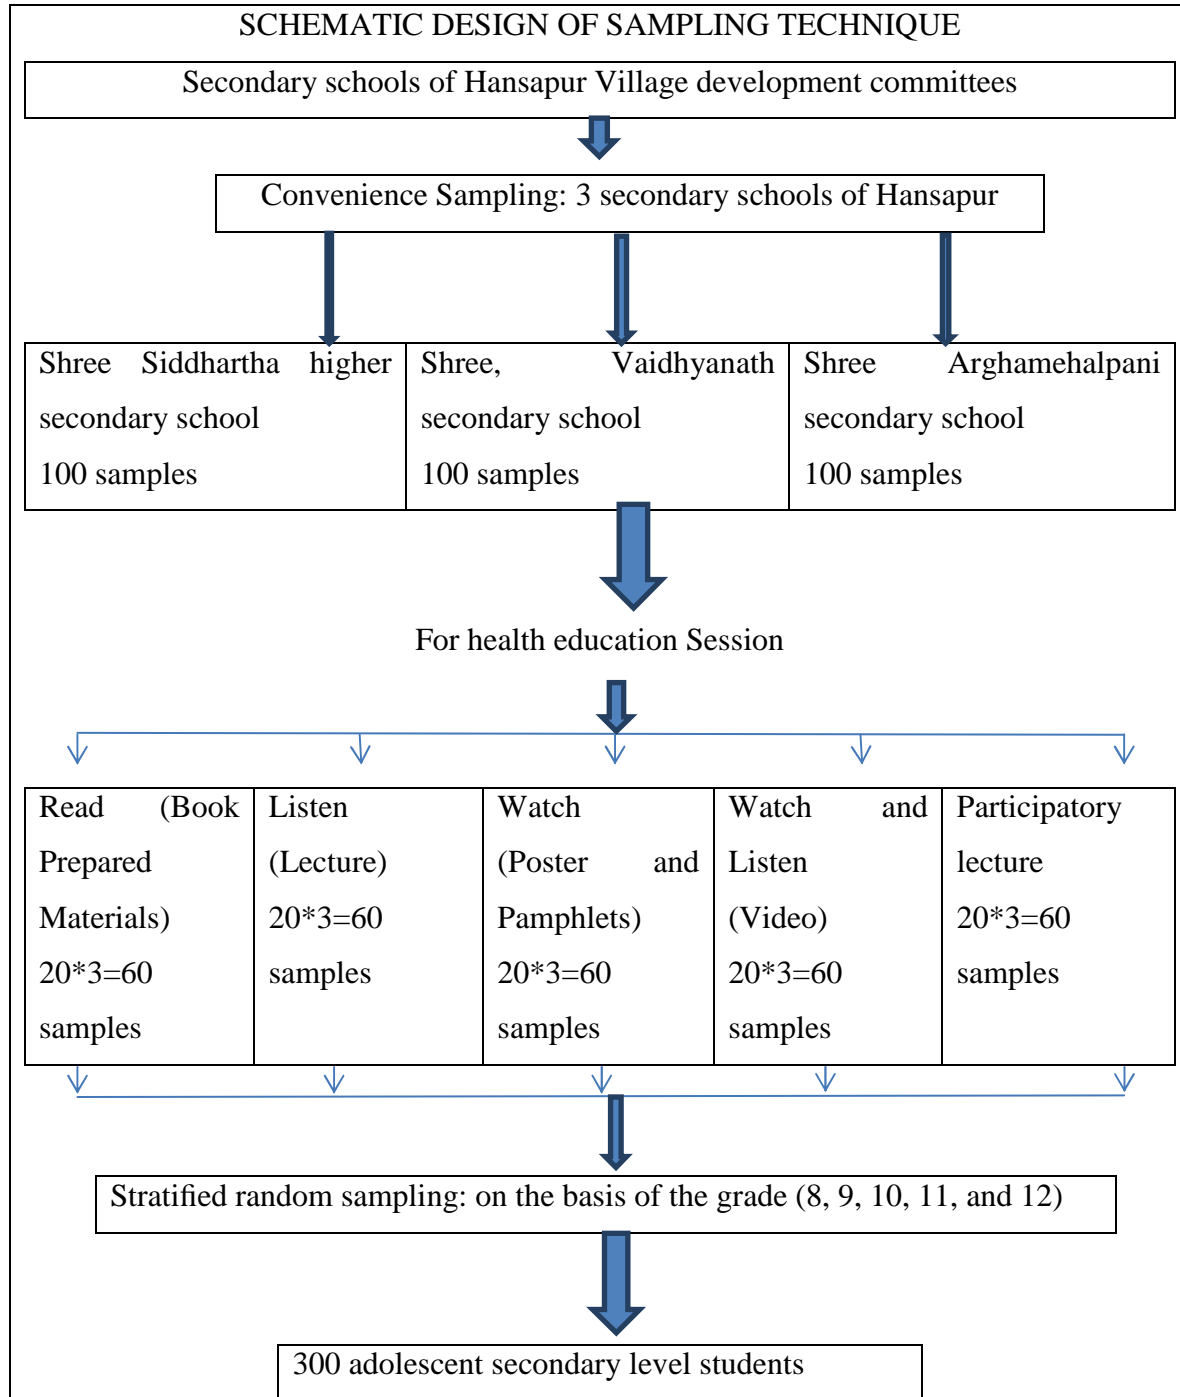 SCHEMATIC DESIGN OF SAMPLING TECHNIQUE
Secondary schools of Hansapur Village development committees
Convenience Sampling: 3 secondary schools of Hansapur
Shree Siddhartha higher
secondary school
100 samples
Shree, Vaidhyanath
secondary school
100 samples
Shree Arghamehalpani
secondary school
100 samples
For health education Session
Read (Book
Prepared
Materials)
20*3=60
samples
Listen
(Lecture)
20*3=60
samples
Watch
(Poster and
Pamphlets)
20*3=60
samples
Watch and
Listen
(Video)
20*3=60
samples
Participatory
lecture
20*3=60
samples
Stratified random sampling: on the basis of the grade (8, 9, 10, 11, and 12)
300 adolescent secondary level students